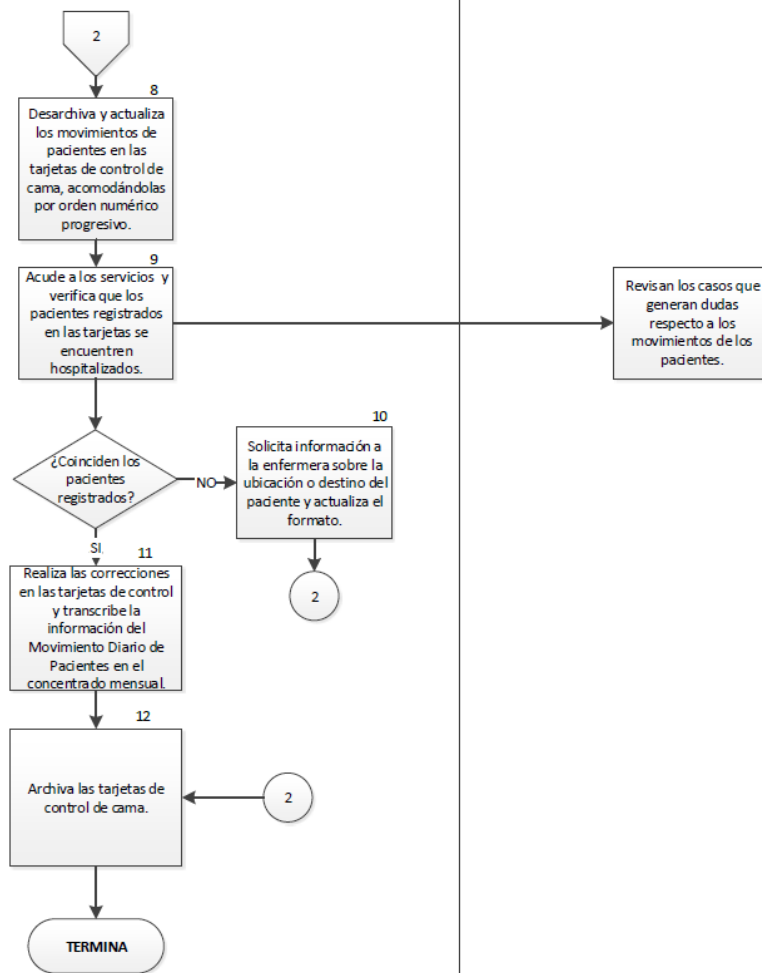 2
8
Desarchiva y actualiza
los movimientos de
pacientes en las
tarjetas de control de
cama, acomodándolas
por orden numérico
progresivo.
9
Acude a los servicios y
verifica que los
pacientes registrados
en las tarjetas se
encuentren
hospitalizados.
Revisan los casos que
generan dudas
respecto a los
movimientos de los
pacientes.
¿Coinciden los
pacientes
registrados?
NO
10
Solicita información a
la enfermera sobre la
ubicación o destino del
paciente y actualiza el
formato.
2
SI
11
Realiza las correcciones
en las tarjetas de control
y transcribe la
información del
Movimiento Diario de
Pacientes en el
concentrado mensual.
12
Archiva las tarjetas de
control de cama.
2
TERMINA